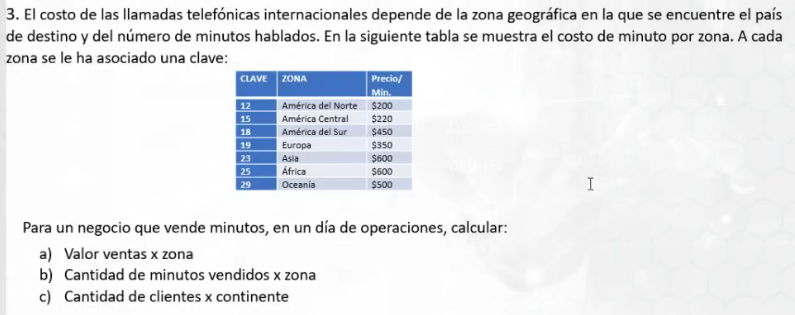 3. El costo de las llamadas telefónicas internacionales depende de la zona geográfica en la que se encuentre el país
de destino y del número de minutos hablados. En la siguiente tabla se muestra el costo de minuto por zona. A cada
zona se le ha asociado una clave:
CLAVE ZONA Precio/
Min.
12 América del Norte $200
15 América Central $220
18 América del Sur $450
19 Europa $350
23 Asia $600
25 África $600
29 Oceanía $500
Para un negocio que vende minutos, en un día de operaciones, calcular:
a) Valor ventas x zona
b) Cantidad de minutos vendidos x zona
c) Cantidad de clientes x continente